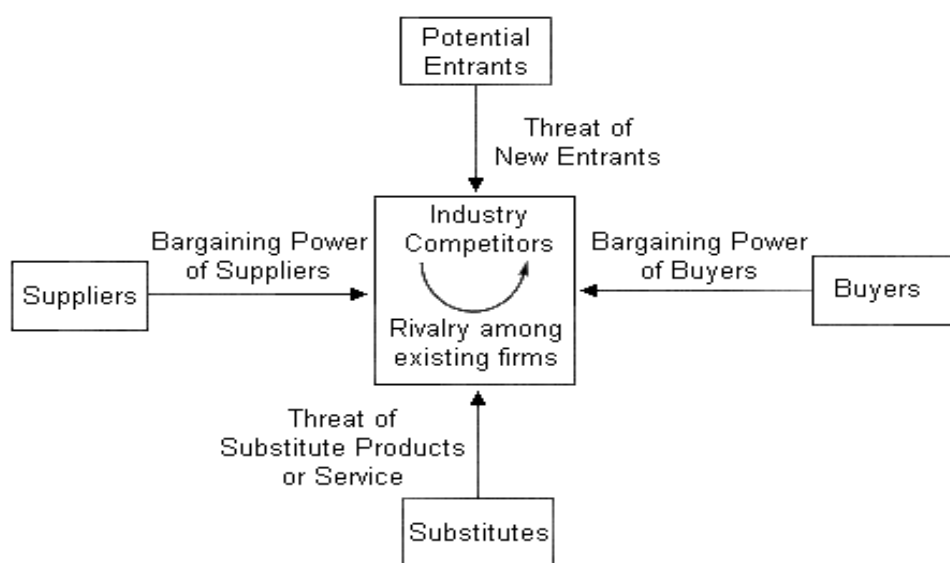 Potential
Entrants
Threat of
New Entrants
Industry
Competitors
Bargaining Power
of Suppliers
Bargaining Power
of Buyers
Suppliers
Buyers
Rivalry among
existing firms
Threat of
Substitute Products
or Service
Substitutes